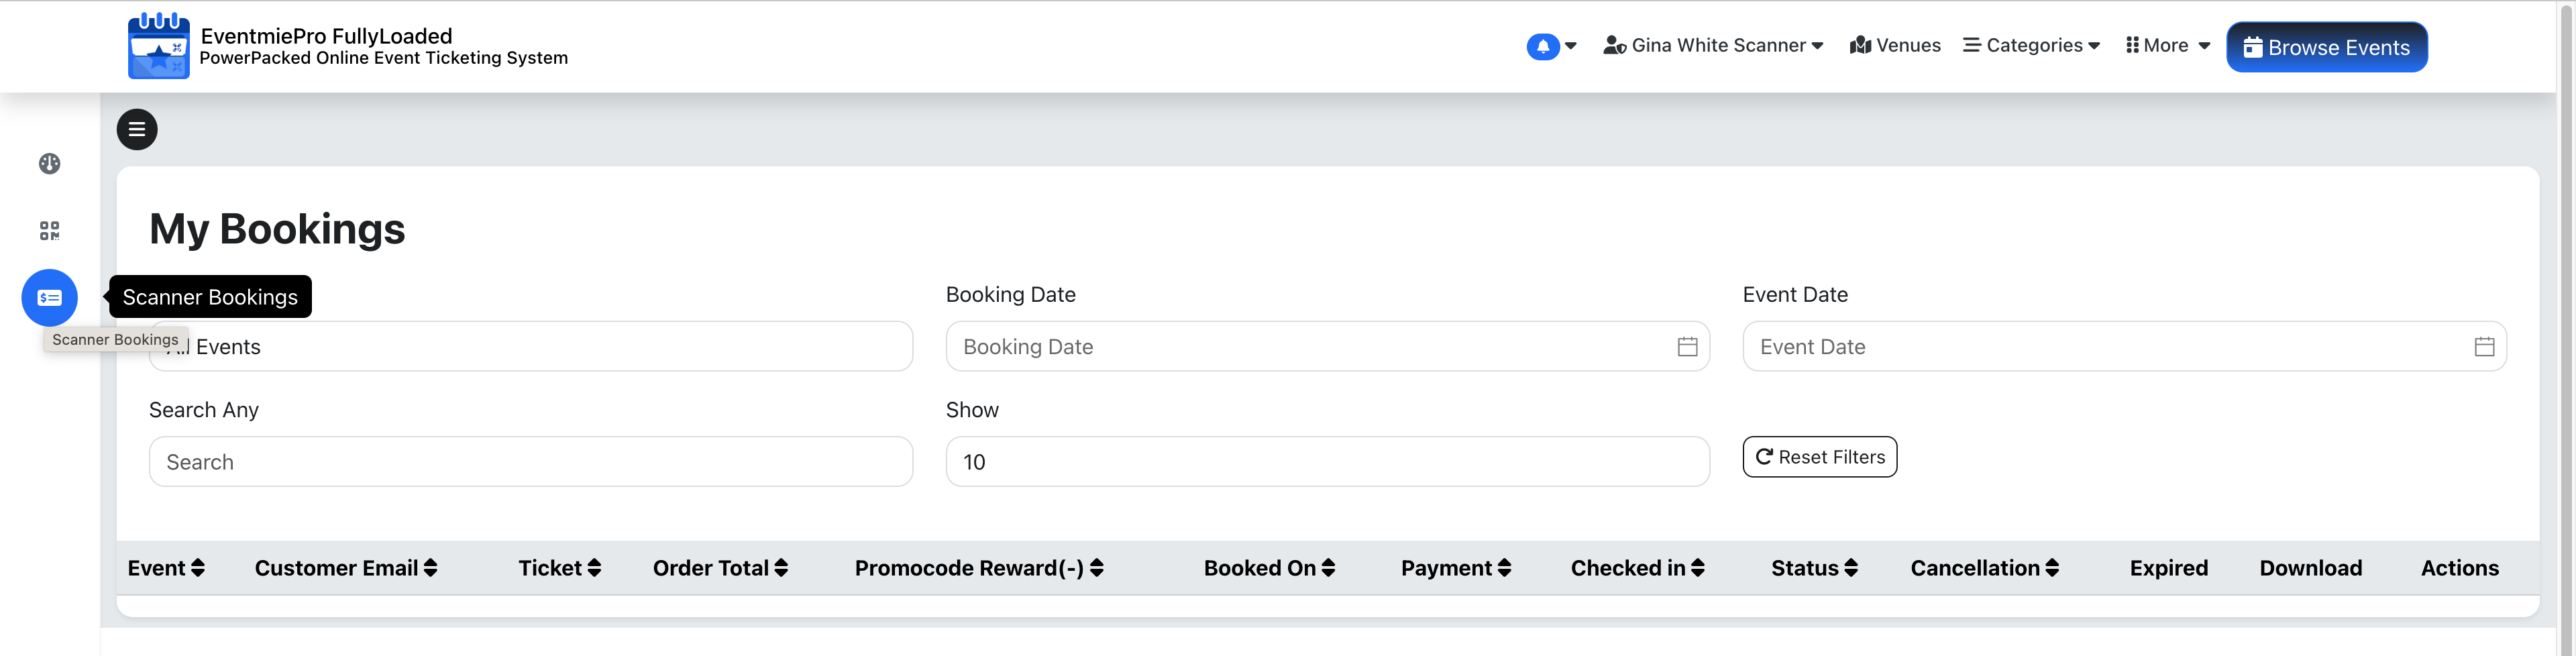 EventmiePro FullyLoaded
PowerPacked Online Event Ticketing System
Gina White Scanner
Venues
Categories
More
Browse Events
My Bookings
Scanner Bookings
Scanner Bookings
Booking Date
Event Date
All Events
Booking Date
Event Date
Search Any
Show
Search
10
Reset Filters
Event Customer Email Ticket Order Total Promocode Reward(-) Booked On Payment Checked in Status Cancellation Expired Download Actions